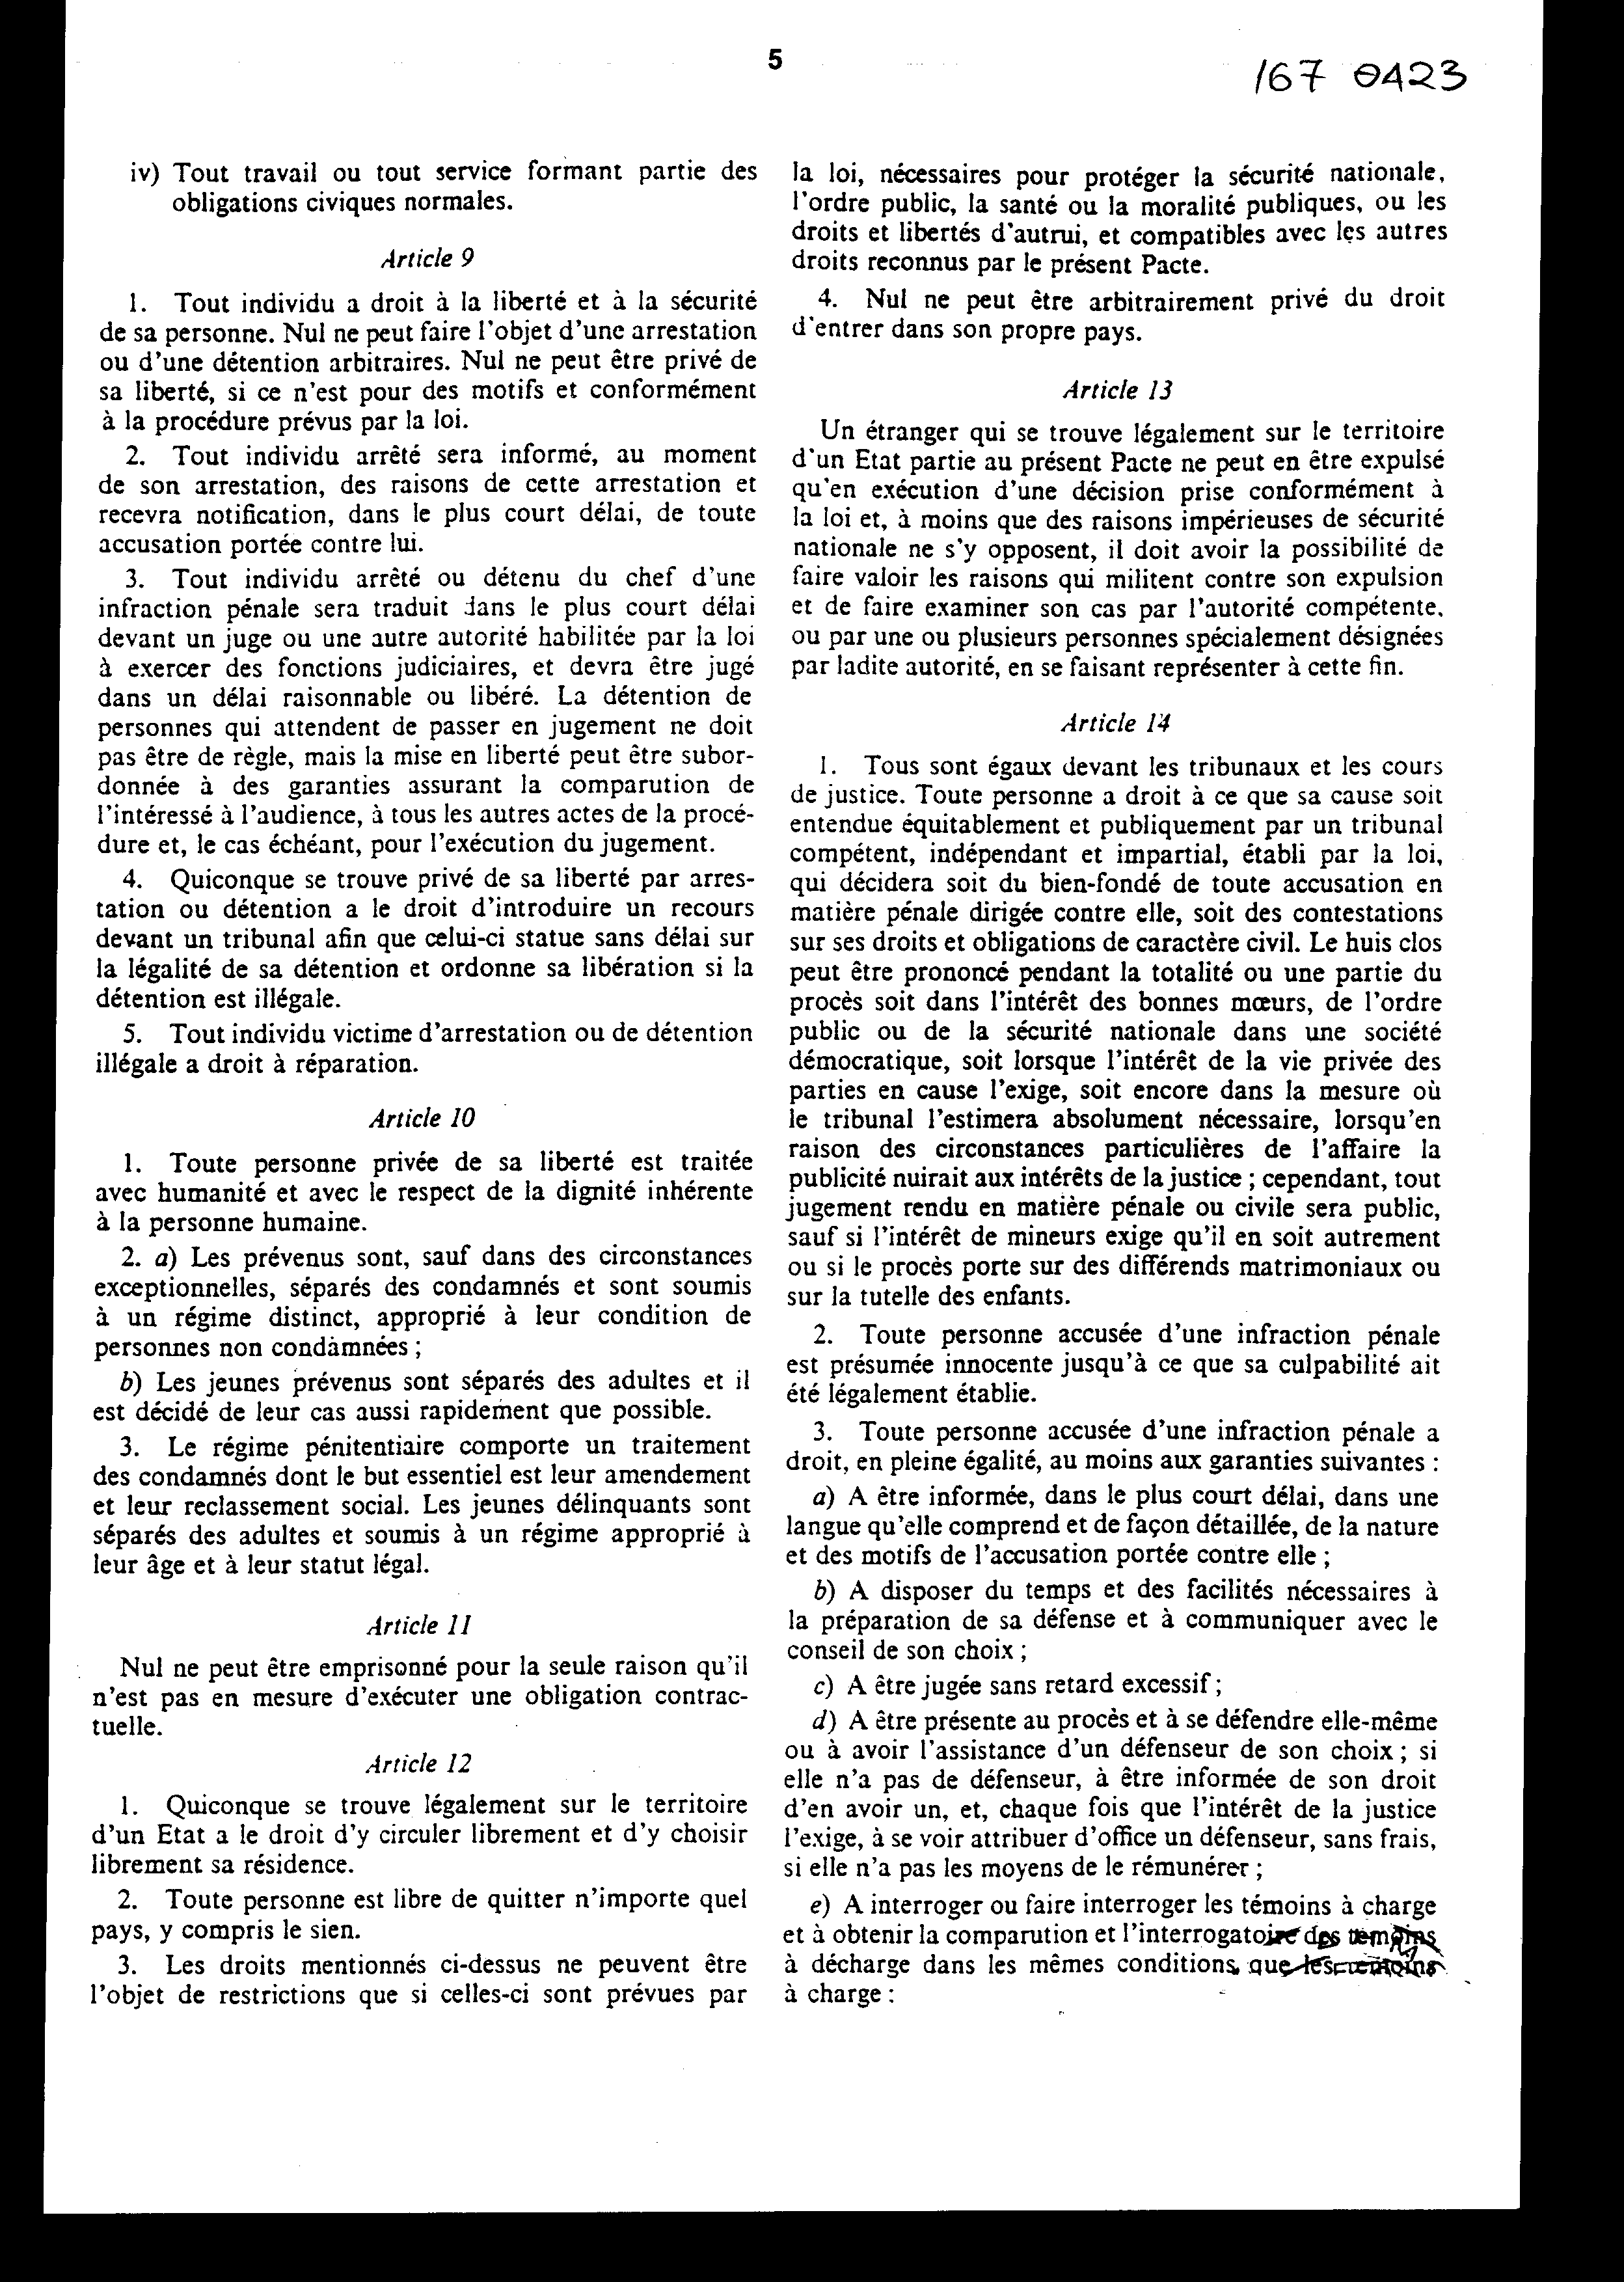 5
167 0423
iv) Tout travail ou tout service formant partie des
obligations civiques normales.
Article 9
1. Tout individu a droit à la liberté et à la sécurité
de sa personne. Nul ne peut faire l'objet d'une arrestation
ou d'une détention arbitraires. Nul ne peut être privé de
sa liberté, si ce n'est pour des motifs et conformément
à la procédure prévus par la loi.
2. Tout individu arrêté sera informé, au moment
de son arrestation, des raisons de cette arrestation et
recevra notification, dans le plus court délai, de toute
accusation portée contre lui.
3. Tout individu arrêté ou détenu du chef d'une
infraction pénale sera traduit dans le plus court délai
devant un juge ou une autre autorité habilitée par la loi
à exercer des fonctions judiciaires, et devra être jugé
dans un délai raisonnable ou libéré. La détention de
personnes qui attendent de passer en jugement ne doit
pas être de règle, mais la mise en liberté peut être subor-
donnée à des garanties assurant la comparution de
l'intéressé à l'audience, à tous les autres actes de la procé-
dure et, le cas échéant, pour l'exécution du jugement.
4. Quiconque se trouve privé de sa liberté par arres-
tation ou détention a le droit d'introduire un recours
devant un tribunal afin que celui-ci statue sans délai sur
la légalité de sa détention et ordonne sa libération si la
détention est illégale.
5. Tout individu victime d'arrestation ou de détention
illégale a droit à réparation.
Article 10
1. Toute personne privée de sa liberté est traitée
avec humanité et avec le respect de la dignité inhérente
à la personne humaine.
2. a) Les prévenus sont, sauf dans des circonstances
exceptionnelles, séparés des condamnés et sont soumis
à un régime distinct, approprié à leur condition de
personnes non condamnées ;
b) Les jeunes prévenus sont séparés des adultes et il
est décidé de leur cas aussi rapidement que possible.
3. Le régime pénitentiaire comporte un traitement
des condamnés dont le but essentiel est leur amendement
et leur reclassement social. Les jeunes délinquants sont
séparés des adultes et soumis à un régime approprié à
leur âge et à leur statut légal.
Article 11
Nul ne peut être emprisonné pour la seule raison qu'il
n'est pas en mesure d'exécuter une obligation contrac-
tuelle.
Article 12
1. Quiconque se trouve légalement sur le territoire
d'un Etat a le droit d'y circuler librement et d'y choisir
librement sa résidence.
2. Toute personne est libre de quitter n'importe quel
pays, y compris le sien.
3. Les droits mentionnés ci-dessus ne peuvent être
l'objet de restrictions que si celles-ci sont prévues par
la loi, nécessaires pour protéger la sécurité nationale,
l'ordre public, la santé ou la moralité publiques, ou les
droits et libertés d'autrui, et compatibles avec les autres
droits reconnus par le présent Pacte.
4. Nul ne peut être arbitrairement privé du droit
d'entrer dans son propre pays.
Article 13
Un étranger qui se trouve légalement sur le territoire
d'un Etat partie au présent Pacte ne peut en être expulsé
qu'en exécution d'une décision prise conformément à
la loi et, à moins que des raisons impérieuses de sécurité
nationale ne s'y opposent, il doit avoir la possibilité de
faire valoir les raisons qui militent contre son expulsion
et de faire examiner son cas par l'autorité compétente,
ou par une ou plusieurs personnes spécialement désignées
par ladite autorité, en se faisant représenter à cette fin.
Article 14
1. Tous sont égaux devant les tribunaux et les cours
de justice. Toute personne a droit à ce que sa cause soit
entendue équitablement et publiquement par un tribunal
compétent, indépendant et impartial, établi par la loi,
qui décidera soit du bien-fondé de toute accusation en
matière pénale dirigée contre elle, soit des contestations
sur ses droits et obligations de caractère civil. Le huis clos
peut être prononcé pendant la totalité ou une partie du
procès soit dans l'intérêt des bonnes mœurs, de l'ordre
public ou de la sécurité nationale dans une société
démocratique, soit lorsque l'intérêt de la vie privée des
parties en cause l'exige, soit encore dans la mesure où
le tribunal l'estimera absolument nécessaire, lorsqu'en
raison des circonstances particulières de l'affaire la
publicité nuirait aux intérêts de la justice ; cependant, tout
jugement rendu en matière pénale ou civile sera public,
sauf si l'intérêt de mineurs exige qu'il en soit autrement
ou si le procès porte sur des différends matrimoniaux ou
sur la tutelle des enfants.
2. Toute personne accusée d'une infraction pénale
est présumée innocente jusqu'à ce que sa culpabilité ait
été légalement établie.
3. Toute personne accusée d'une infraction pénale a
droit, en pleine égalité, au moins aux garanties suivantes :
a) A être informée, dans le plus court délai, dans une
langue qu'elle comprend et de façon détaillée, de la nature
et des motifs de l'accusation portée contre elle ;
b) A disposer du temps et des facilités nécessaires à
la préparation de sa défense et à communiquer avec le
conseil de son choix ;
c) A être jugée sans retard excessif ;
d) A être présente au procès et à se défendre elle-même
ou à avoir l'assistance d'un défenseur de son choix ; si
elle n'a pas de défenseur, à être informée de son droit
d'en avoir un, et, chaque fois que l'intérêt de la justice
l'exige, à se voir attribuer d'office un défenseur, sans frais,
si elle n'a pas les moyens de le rémunérer ;
e) A interroger ou faire interroger les témoins à charge
et à obtenir la comparution et l'interrogatoire des témoins
à décharge dans les mêmes conditions que les témoins
à charge :